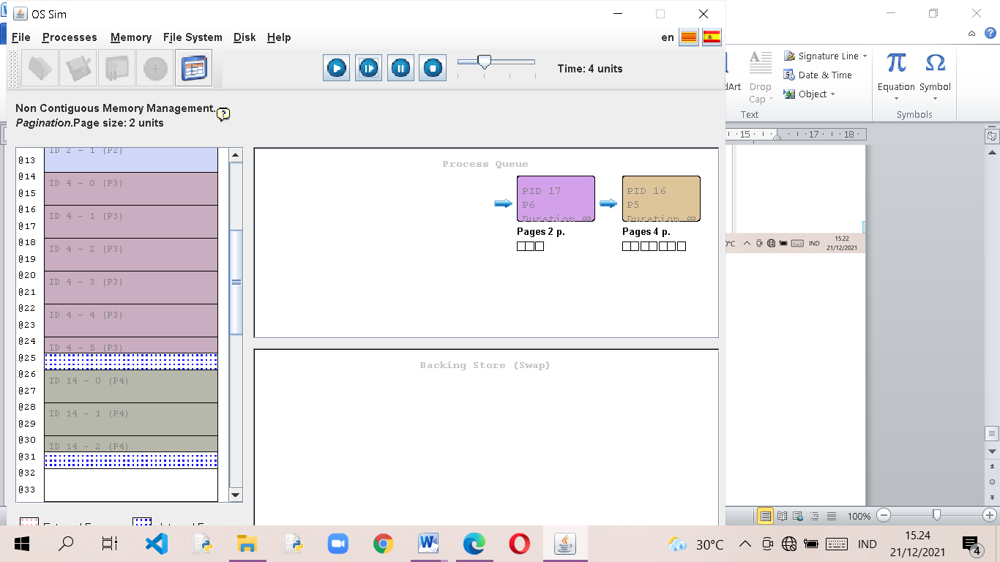 OS Sim
File Processes Memory File System Disk Help
en
Time: 4 units
Non Contiguous Memory Management.
Pagination.Page size: 2 units
?
@13
@14
@15
@16
@17
@18
@19
@20
@21
@22
@23
@24
@25
@26
@27
@28
@29
@30
@31
@32
@33
ID 2 - 1 (P2)
ID 4 - 0 (P3)
ID 4 - 1 (P3)
ID 4 - 2 (P3)
ID 4 - 3 (P3)
ID 4 - 4 (P3)
ID 4 - 5 (P3)
ID 14 - 0 (P4)
ID 14 - 1 (P4)
ID 14 - 2 (P4)
Process Queue
PID 17
P6
Duration ∞
Pages 2 p.
PID 16
P5
Duration ∞
Pages 4 p.
Backing Store (Swap)
Signature Line
Date & Time
Object
Drop
Cap
Text
π
Equation
Ω
Symbol
Symbols
15 17 18
IND
15.22
21/12/2021
100%
30°C
IND
15.24
21/12/2021
4